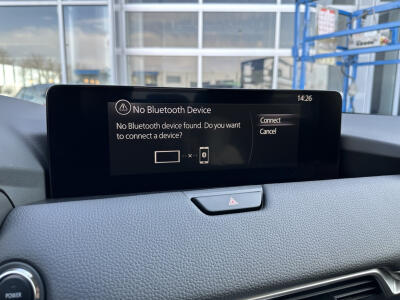 14:26
No Bluetooth Device
No Bluetooth device found. Do you want
to connect a device?
Connect
Cancel
POWER